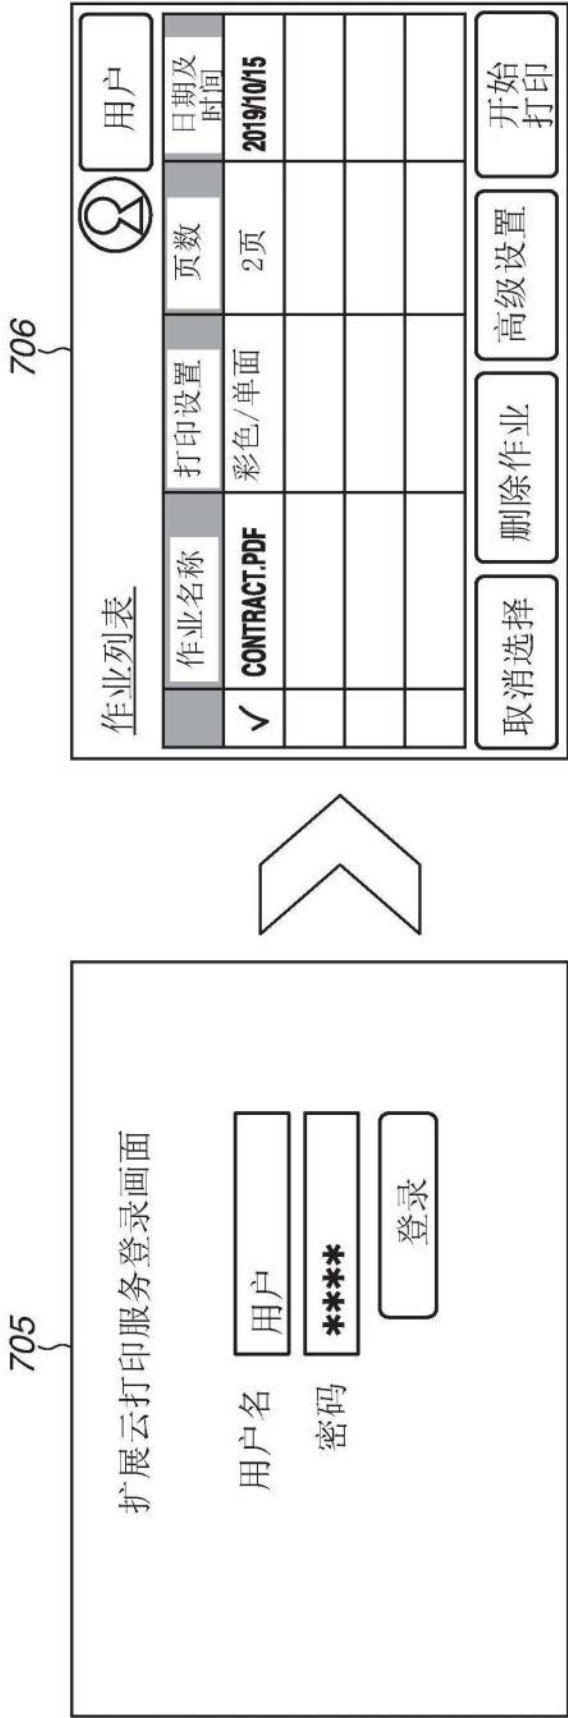 705
扩展云打印服务登录画面
用户名 用户
密码 ****
登录
706
作业列表 用户
作业名称 打印设置 页数 日期及
时间
✓ CONTRACT.PDF 彩色/单面 2页 2019/10/15
取消选择 删除作业 高级设置 开始
打印